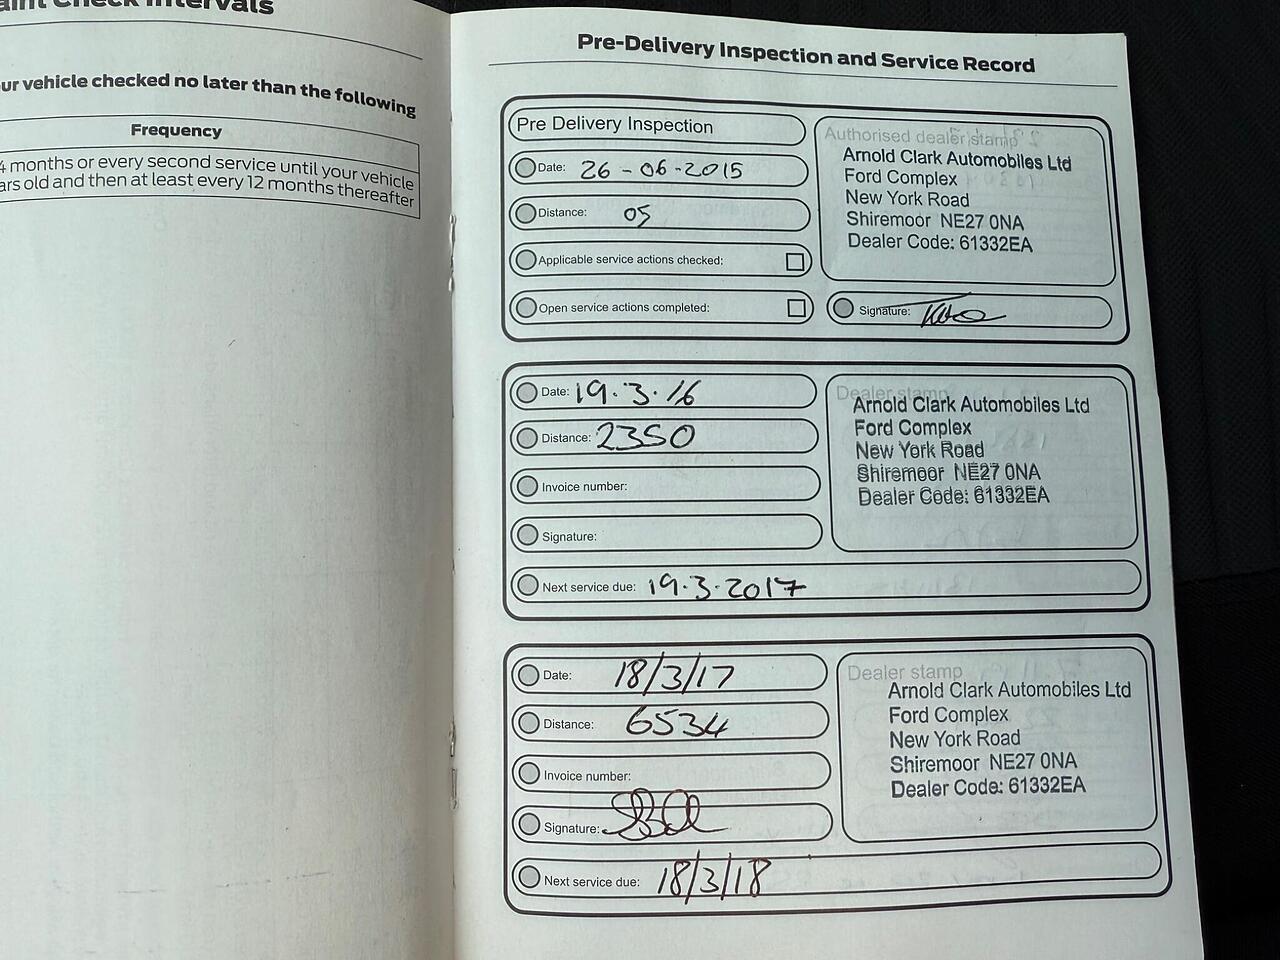 aint Check Intervals
ur vehicle checked no later than the following
Frequency
4 months or every second service until your vehicle
ars old and then at least every 12 months thereafter
Pre-Delivery Inspection and Service Record
Pre Delivery Inspection
Date: 26-06-2015
Distance: 05
Applicable service actions checked:
Open service actions completed:
Authorised dealer stamp
Arnold Clark Automobiles Ltd
Ford Complex
New York Road
Shiremoor NE27 0NA
Dealer Code: 61332EA
Signature:
Date: 19.3.16
Distance: 2350
Invoice number:
Signature:
Next service due: 19.3.2017
Dealer stamp
Arnold Clark Automobiles Ltd
Ford Complex
New York Road
Shiremoor NE27 0NA
Dealer Code: 61332EA
Date: 18/3/17
Distance: 6534
Invoice number:
Signature:
Next service due: 18/3/18
Dealer stamp
Arnold Clark Automobiles Ltd
Ford Complex
New York Road
Shiremoor NE27 0NA
Dealer Code: 61332EA